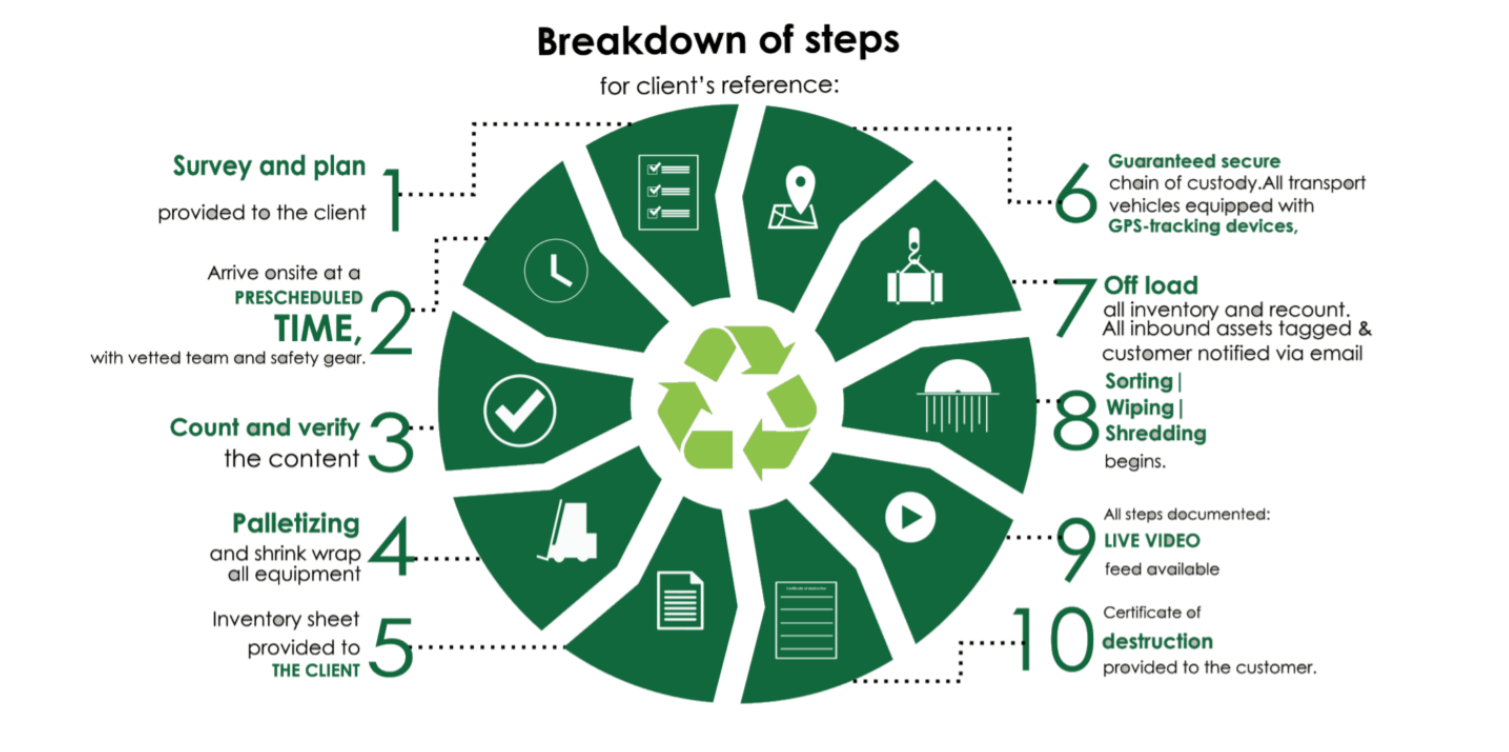 Breakdown of steps
for client's reference:
1
Survey and plan
provided to the client
2
Arrive onsite at a
PRESCHEDULED
TIME,
with vetted team and safety gear.
3
Count and verify
the content
4
Palletizing
and shrink wrap
all equipment
5
Inventory sheet
provided to
THE CLIENT
6
Guaranteed secure
chain of custody.All transport
vehicles equipped with
GPS-tracking devices,
7
Off load
all inventory and recount.
All inbound assets tagged &
customer notified via email
8
Sorting|
Wiping|
Shredding
begins.
9
All steps documented:
LIVE VIDEO
feed available
10
Certificate of
destruction
provided to the customer.